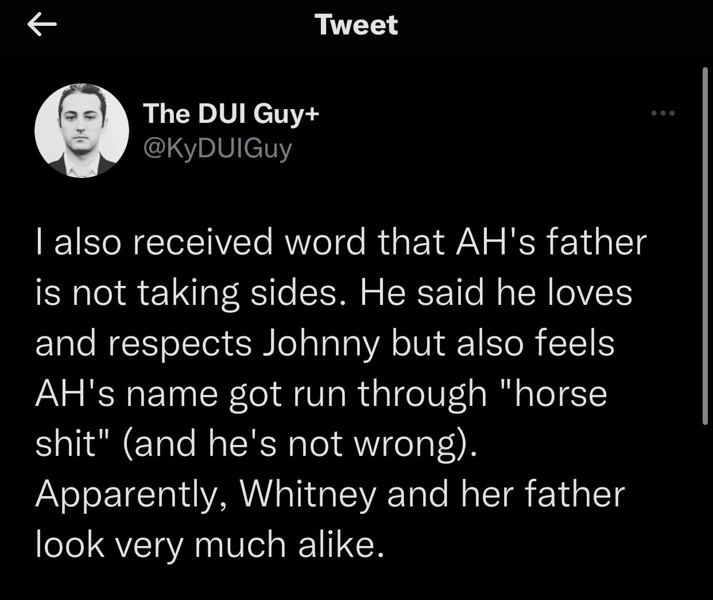 Tweet
The DUI Guy+
@KyDUIGuy
I also received word that AH's father
is not taking sides. He said he loves
and respects Johnny but also feels
AH's name got run through "horse
shit" (and he's not wrong).
Apparently, Whitney and her father
look very much alike.